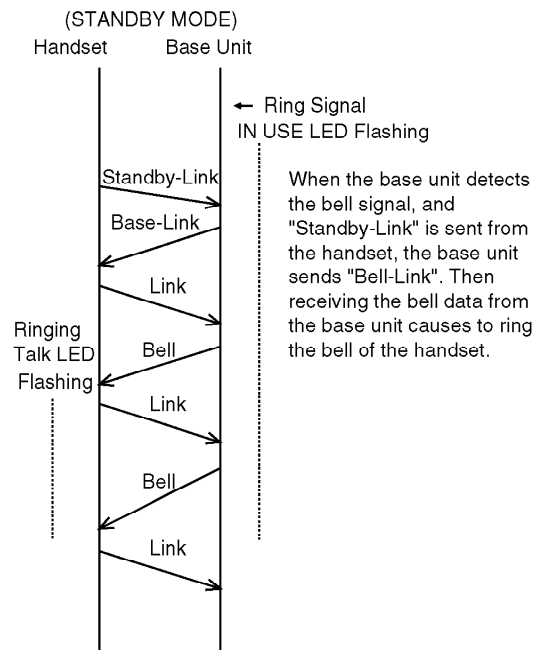 (STANDBY MODE)
Handset Base Unit
← Ring Signal
IN USE LED Flashing
Standby-Link
When the base unit detects
the bell signal, and
"Standby-Link" is sent from
the handset, the base unit
sends "Bell-Link". Then
receiving the bell data from
the base unit causes to ring
the bell of the handset.
Base-Link
Link
Ringing
Talk LED
Flashing
Bell
Link
Bell
Link